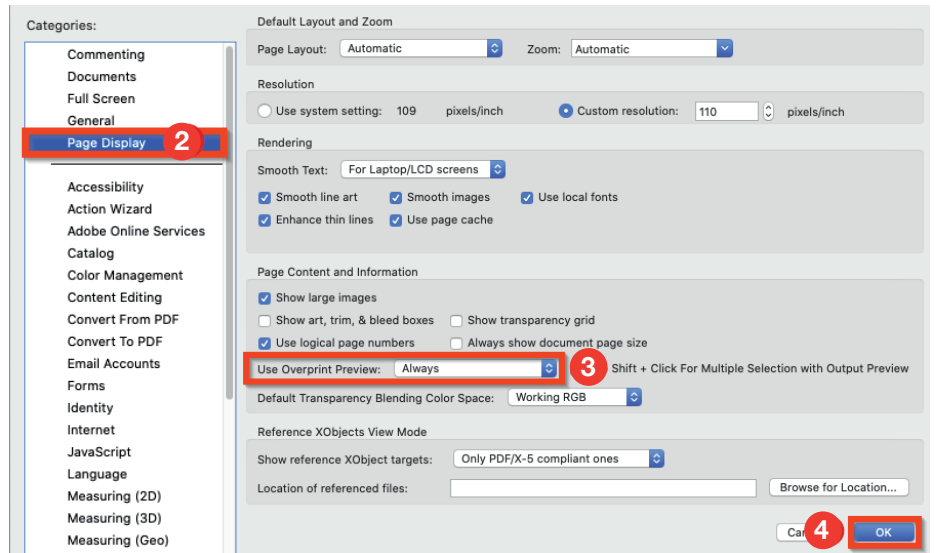 Categories:
Commenting
Documents
Full Screen
General
Page Display 2
Accessibility
Action Wizard
Adobe Online Services
Catalog
Color Management
Content Editing
Convert From PDF
Convert To PDF
Email Accounts
Forms
Identity
Internet
JavaScript
Language
Measuring (2D)
Measuring (3D)
Measuring (Geo)
Default Layout and Zoom
Page Layout: Automatic Zoom: Automatic
Resolution
Use system setting: 109 pixels/inch Custom resolution: 110 pixels/inch
Rendering
Smooth Text: For Laptop/LCD screens
Smooth line art Smooth images Use local fonts
Enhance thin lines Use page cache
Page Content and Information
Show large images
Show art, trim, & bleed boxes Show transparency grid
Use logical page numbers Always show document page size
Use Overprint Preview: Always 3 Shift + Click For Multiple Selection with Output Preview
Default Transparency Blending Color Space: Working RGB
Reference XObjects View Mode
Show reference XObject targets: Only PDF/X-5 compliant ones
Location of referenced files: Browse for Location...
4 OK